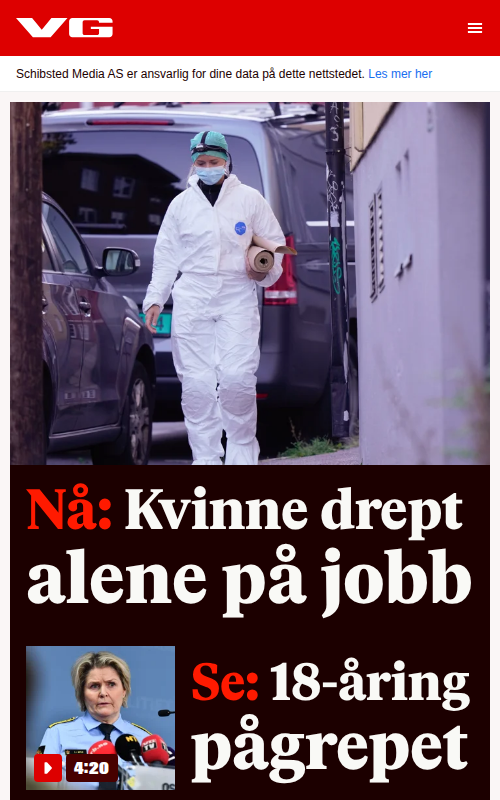 VG
Schibsted Media AS er ansvarlig for dine data på dette nettstedet. Les mer her
Nå: Kvinne drept
alene på jobb
Se: 18-åring
pågrepet
4:20